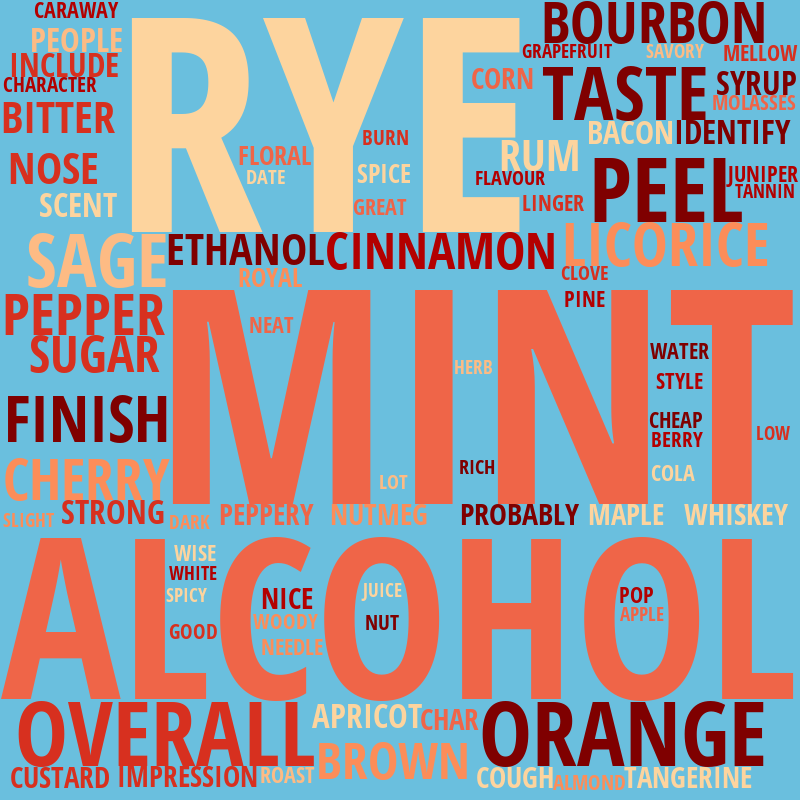 CARAWAY
RYE
BOURBON
PEOPLE
GRAPEFRUIT
SAVORY
MELLOW
INCLUDE
CORN
TASTE
SYRUP
CHARACTER
MOLASSES
BITTER
BURN
BACON
IDENTIFY
FLORAL
RUM
NOSE
DATE
SPICE
FLAVOUR
PEEL
JUNIPER
TANNIN
SCENT
GREAT
LINGER
SAGE
ETHANOL
CINNAMON
LICORICE
ROYAL
CLOVE
PEPPER
MINT
PINE
NEAT
SUGAR
WATER
HERB
STYLE
FINISH
CHEAP
BERRY
LOW
CHERRY
RICH
COLA
LOT
SLIGHT
STRONG
DARK
PEPPERY
NUTMEG
PROBABLY
MAPLE
WHISKEY
ALCOHOL
WISE
WHITE
SPICY
NICE
JUICE
POP
GOOD
WOODY
NUT
APPLE
NEEDLE
OVERALL
APRICOT
CHAR
ORANGE
BROWN
CUSTARD
IMPRESSION
ROAST
COUGH
ALMOND
TANGERINE